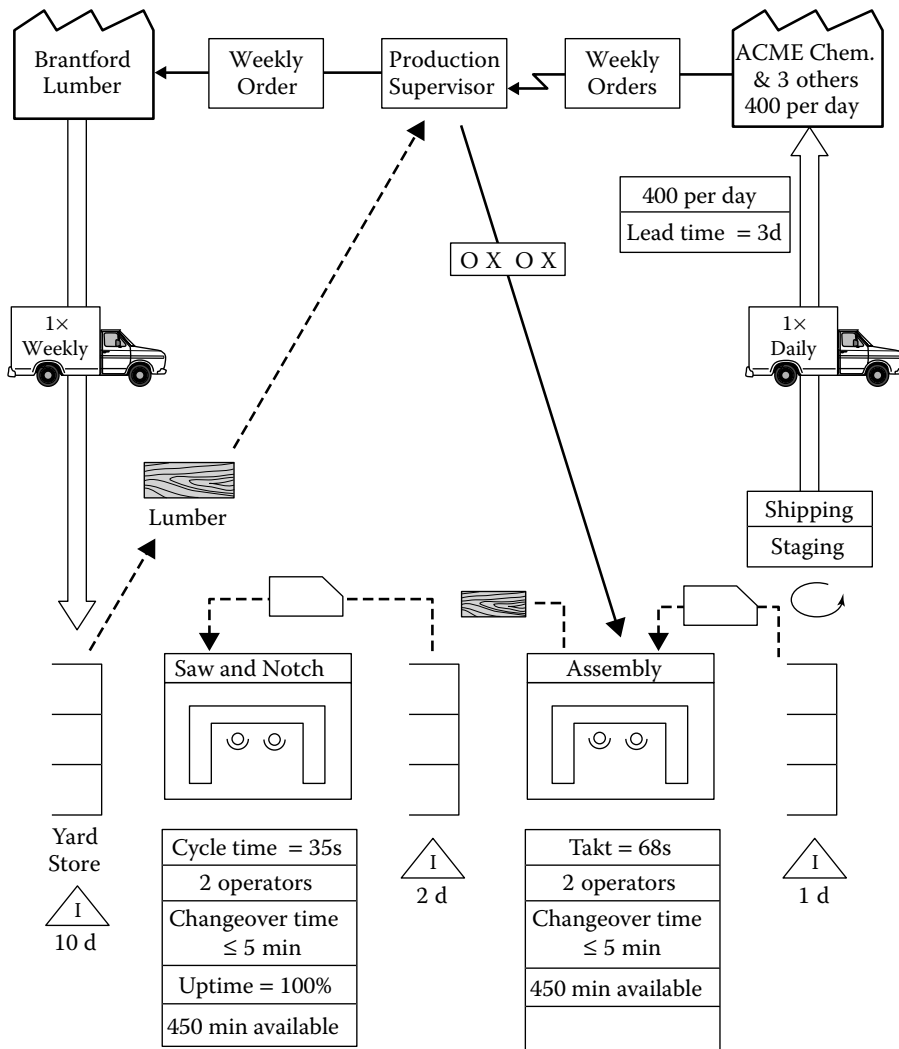 Brantford
Lumber
Weekly
Order
Production
Supervisor
Weekly
Orders
ACME Chem.
& 3 others
400 per day
400 per day
Lead time = 3d
O X O X
1×
Weekly
1×
Daily
Lumber
Shipping
Staging
Saw and Notch
Assembly
Yard
Store
I
10 d
Cycle time = 35s
2 operators
Changeover time
≤ 5 min
Uptime = 100%
450 min available
I
2 d
Takt = 68s
2 operators
Changeover time
≤ 5 min
450 min available
I
1 d